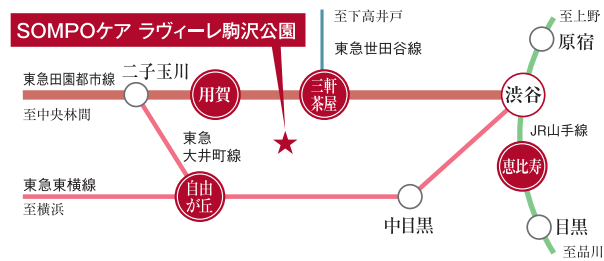 至下高井戸
至上野
SOMPOケア ラヴィーレ駒沢公園
原宿
東急世田谷線
二子玉川
東急田園都市線
用賀
三軒
茶屋
渋谷
至中央林間
東急
大井町線
JR山手線
恵比寿
東急東横線
自由
が丘
至横浜
中目黒
目黒
至品川